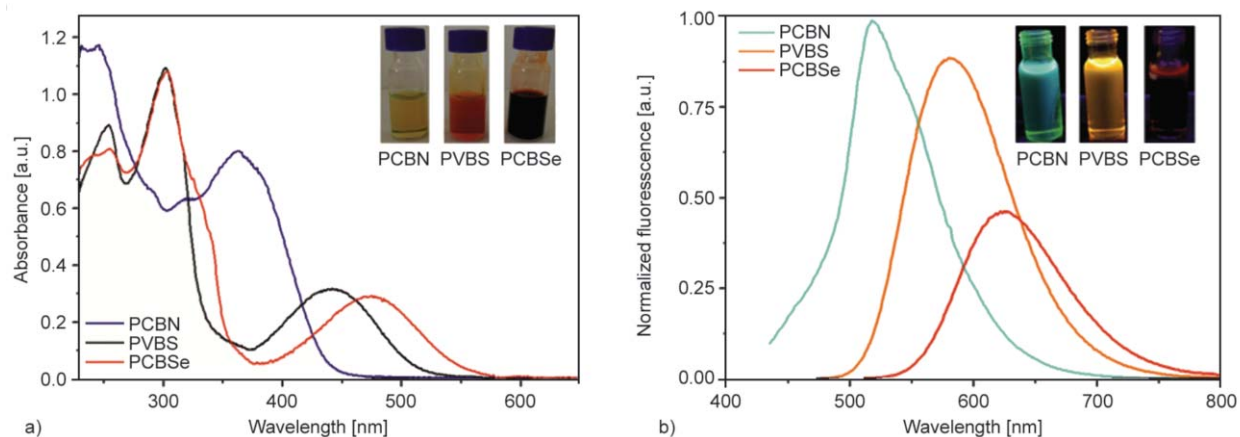 1.2
1.0
0.8
0.6
0.4
0.2
0.0
Absorbance [a.u.]
PCBN PVBS PCBSe
PCBN
PVBS
PCBSe
300 400 500 600
Wavelength [nm]
a)
1.00
0.75
0.50
0.25
0.00
Normalized fluorescence [a.u.]
PCBN
PVBS
PCBSe
PCBN PVBS PCBSe
400 500 600 700 800
Wavelength [nm]
b)